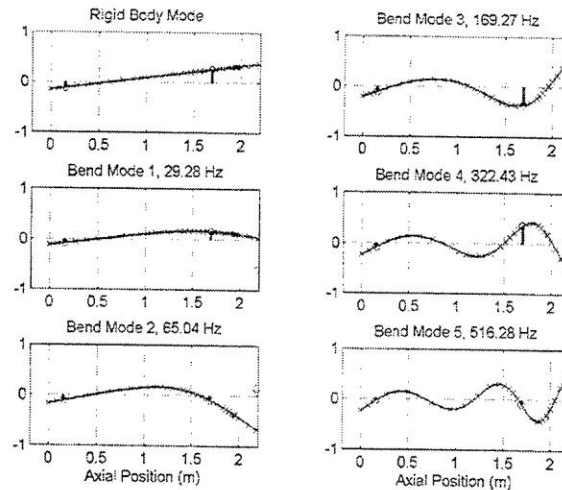 Rigid Body Mode
1
0
-1
0 0.5 1 1.5 2
Bend Mode 1, 29.28 Hz
1
0
-1
0 0.5 1 1.5 2
Bend Mode 2, 65.04 Hz
1
0
-1
0 0.5 1 1.5 2
Axial Position (m)
Bend Mode 3, 169.27 Hz
1
0
-1
0 0.5 1 1.5 2
Bend Mode 4, 322.43 Hz
1
0
-1
0 0.5 1 1.5 2
Bend Mode 5, 516.28 Hz
1
0
-1
0 0.5 1 1.5 2
Axial Position (m)